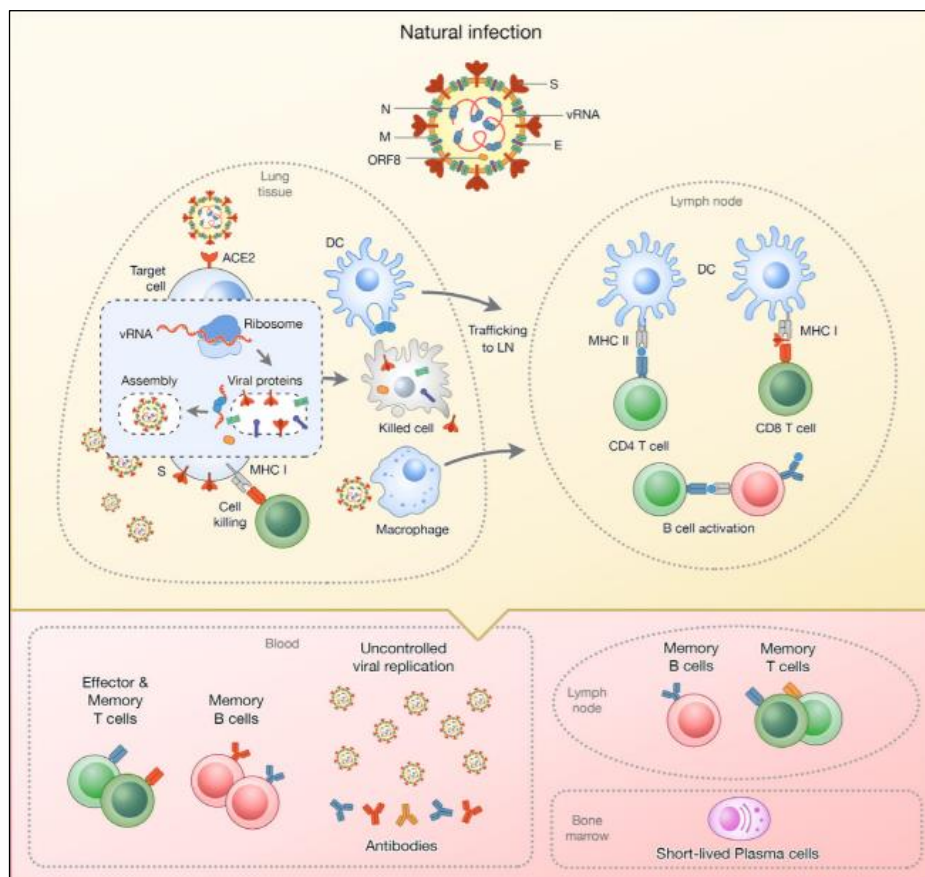 Natural infection
S
N
vRNA
M
E
ORF8
Lung
tissue
ACE2
Target
cell
vRNA
Ribosome
Assembly
Viral proteins
S
MHC I
Cell
killing
DC
Killed cell
Macrophage
Trafficking
to LN
Lymph node
DC
MHC II
MHC I
CD4 T cell
CD8 T cell
B cell activation
Blood
Effector &
Memory
T cells
Memory
B cells
Uncontrolled
viral replication
Antibodies
Lymph
node
Memory
B cells
Memory
T cells
Bone
marrow
Short-lived Plasma cells